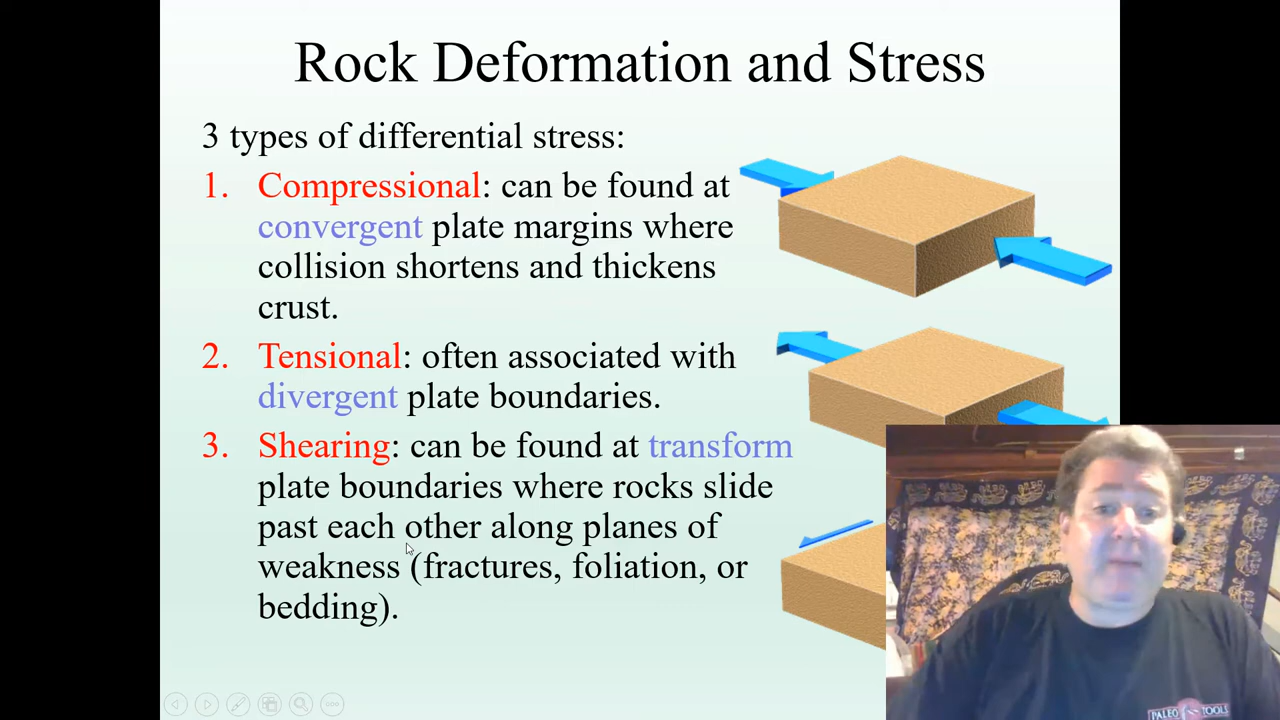 Rock Deformation and Stress
3 types of differential stress:
1. Compressional: can be found at
convergent plate margins where
collision shortens and thickens
crust.
2. Tensional: often associated with
divergent plate boundaries.
3. Shearing: can be found at transform
plate boundaries where rocks slide
past each other along planes of
weakness (fractures, foliation, or
bedding).
PALEO TOOLS